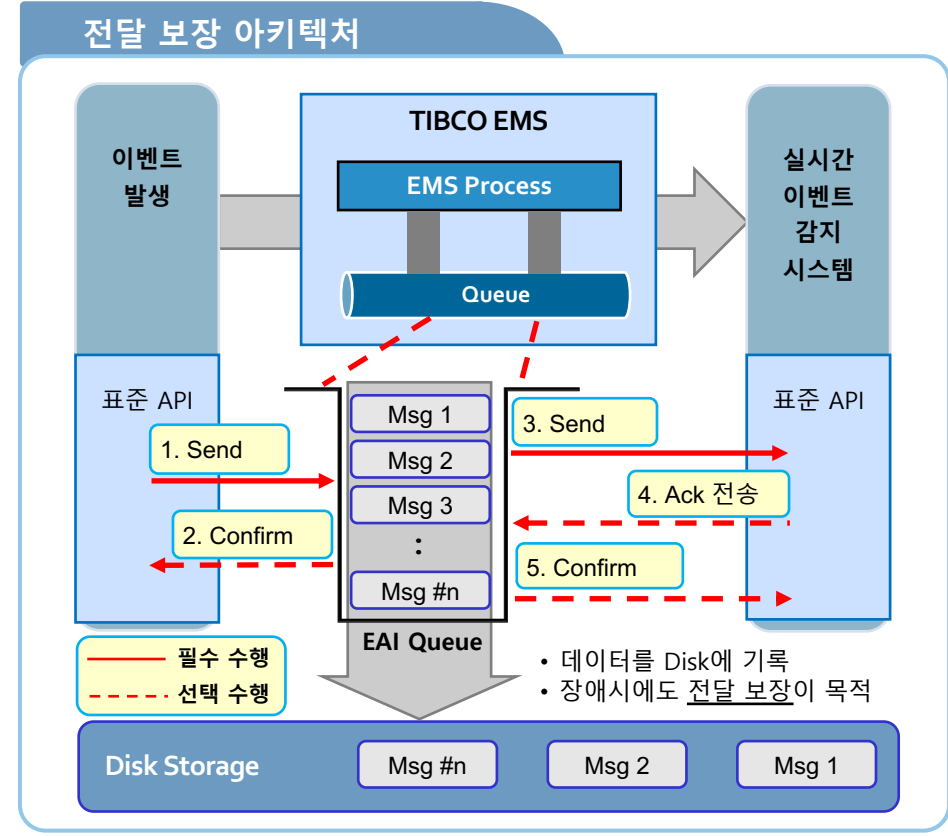 전달 보장 아키텍처
이벤트
발생
TIBCO EMS
EMS Process
Queue
실시간
이벤트
감지
시스템
표준 API
표준 API
1. Send
2. Confirm
Msg 1
Msg 2
Msg 3
:
Msg #n
EAI Queue
3. Send
4. Ack 전송
5. Confirm
필수 수행
선택 수행
• 데이터를 Disk에 기록
• 장애시에도 전달 보장이 목적
Disk Storage
Msg #n
Msg 2
Msg 1